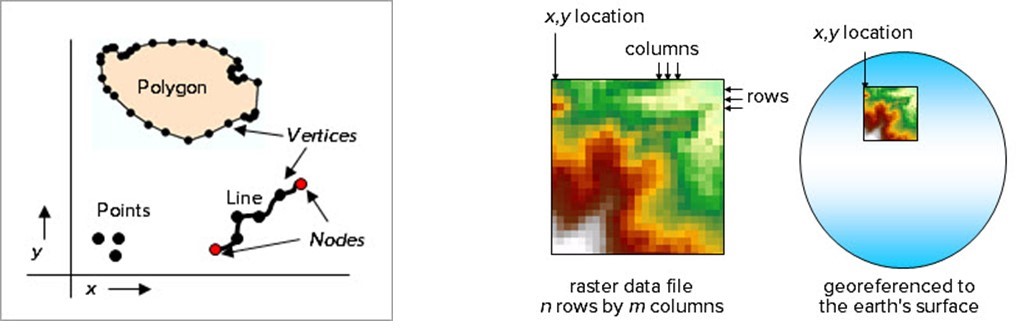 Polygon
Vertices
Line
Points
Nodes
y
x
x,y location
columns
rows
raster data file
n rows by m columns
x,y location
georeferenced to
the earth's surface